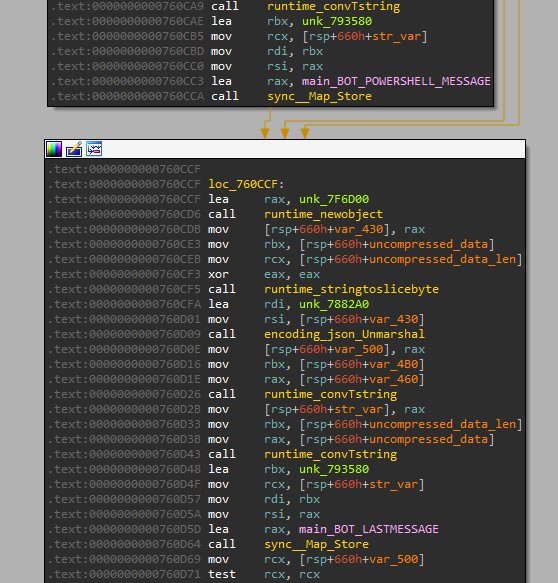 .text:0000000000760CA9 call runtime_convTstring
.text:0000000000760CAE lea rbx, unk_793580
.text:0000000000760CB5 mov rcx, [rsp+660h+str_var]
.text:0000000000760CBD mov rdi, rbx
.text:0000000000760CC0 mov rsi, rax
.text:0000000000760CC3 lea rax, main_BOT_POWERSHELL_MESSAGE
.text:0000000000760CCA call sync__Map_Store
.text:0000000000760CCF
.text:0000000000760CCF loc_760CCF:
.text:0000000000760CCF lea rax, unk_7F6D00
.text:0000000000760CD6 call runtime_newobject
.text:0000000000760CDB mov [rsp+660h+var_430], rax
.text:0000000000760CE3 mov rbx, [rsp+660h+uncompressed_data]
.text:0000000000760CEB mov rcx, [rsp+660h+uncompressed_data_len]
.text:0000000000760CF3 xor eax, eax
.text:0000000000760CF5 call runtime_stringtoslicebyte
.text:0000000000760CFA lea rdi, unk_7882A0
.text:0000000000760D01 mov rsi, [rsp+660h+var_430]
.text:0000000000760D09 call encoding_json_Unmarshal
.text:0000000000760D0E mov [rsp+660h+var_500], rax
.text:0000000000760D16 mov rbx, [rsp+660h+var_4B0]
.text:0000000000760D1E mov rax, [rsp+660h+var_460]
.text:0000000000760D26 call runtime_convTstring
.text:0000000000760D2B mov [rsp+660h+str_var], rax
.text:0000000000760D33 mov rbx, [rsp+660h+uncompressed_data_len]
.text:0000000000760D3B mov rax, [rsp+660h+uncompressed_data]
.text:0000000000760D43 call runtime_convTstring
.text:0000000000760D48 lea rbx, unk_793580
.text:0000000000760D4F mov rcx, [rsp+660h+str_var]
.text:0000000000760D57 mov rdi, rbx
.text:0000000000760D5A mov rsi, rax
.text:0000000000760D5D lea rax, main_BOT_LASTMESSAGE
.text:0000000000760D64 call sync__Map_Store
.text:0000000000760D69 mov rcx, [rsp+660h+var_500]
.text:0000000000760D71 test rcx, rcx